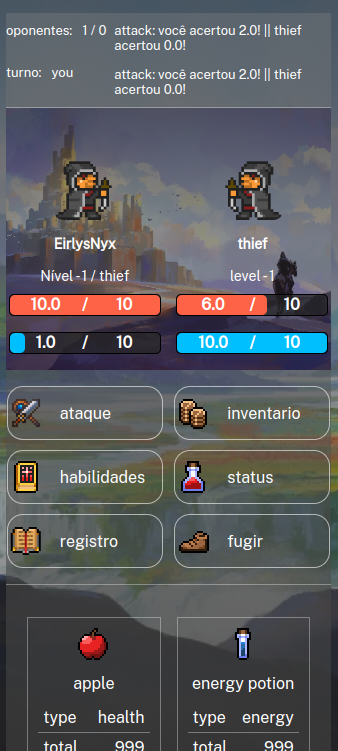 oponentes: 1 / 0
attack: você acertou 2.0! || thief
acertou 0.0!
turno: you
attack: você acertou 2.0! || thief
acertou 0.0!
EirlysNyx
thief
Nível - 1 / thief
level - 1
10.0 / 10
6.0 / 10
1.0 / 10
10.0 / 10
ataque
inventario
habilidades
status
registro
fugir
apple
energy potion
type health
type energy
total 999
total 999